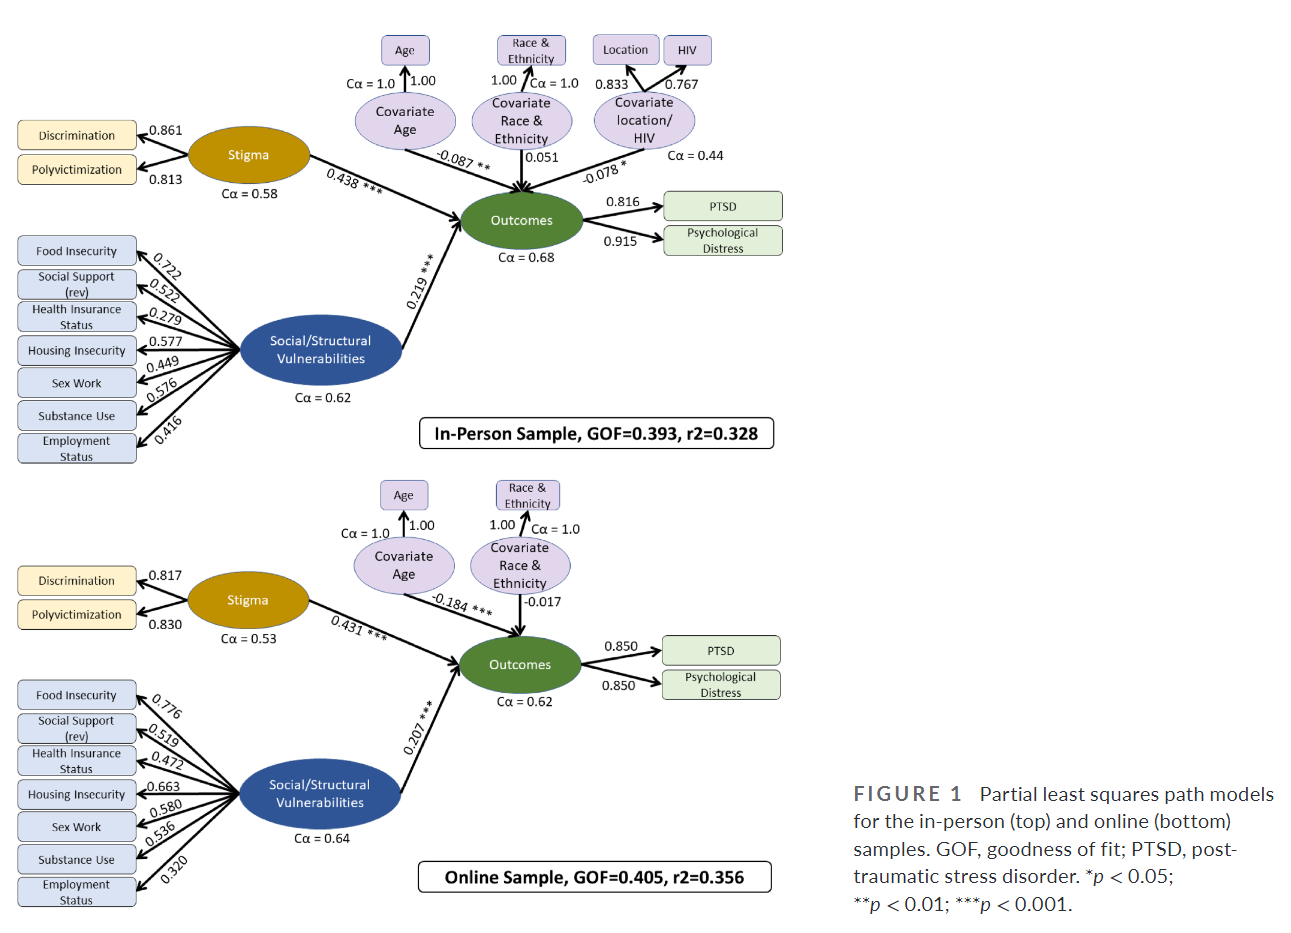 Age
Race &
Ethnicity
Location
HIV
Cα = 1.0
1.00
1.00
Cα = 1.0
0.833
0.767
Covariate
Age
Covariate
Race &
Ethnicity
Covariate
location/
HIV
Cα = 0.44
-0.087 **
0.051
-0.078 *
Discrimination
Polyvictimization
0.861
0.813
Stigma
Cα = 0.58
0.438 ***
Outcomes
Cα = 0.68
0.816
0.915
PTSD
Psychological
Distress
Food Insecurity
Social Support
(rev)
Health Insurance
Status
Housing Insecurity
Sex Work
Substance Use
Employment
Status
0.722
0.522
0.279
0.577
0.449
0.576
0.416
Social/Structural
Vulnerabilities
Cα = 0.62
0.219 ***
In-Person Sample, GOF=0.393, r2=0.328
Age
Race &
Ethnicity
Cα = 1.0
1.00
1.00
Cα = 1.0
Covariate
Age
Covariate
Race &
Ethnicity
-0.184 ***
-0.017
Discrimination
Polyvictimization
0.817
0.830
Stigma
Cα = 0.53
0.431 ***
Outcomes
Cα = 0.62
0.850
0.850
PTSD
Psychological
Distress
Food Insecurity
Social Support
(rev)
Health Insurance
Status
Housing Insecurity
Sex Work
Substance Use
Employment
Status
0.776
0.519
0.472
0.663
0.580
0.536
0.320
Social/Structural
Vulnerabilities
Cα = 0.64
0.207 ***
Online Sample, GOF=0.405, r2=0.356
FIGURE 1 Partial least squares path models
for the in-person (top) and online (bottom)
samples. GOF, goodness of fit; PTSD, post-
traumatic stress disorder. *p < 0.05;
**p < 0.01; ***p < 0.001.